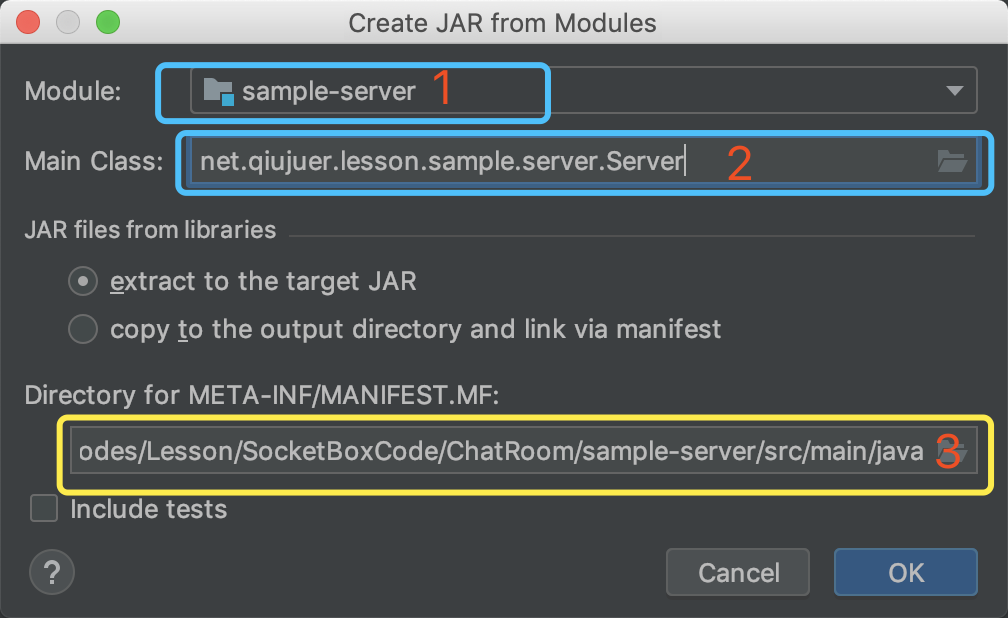 Create JAR from Modules
Module: sample-server 1
Main Class: net.qiujuer.lesson.sample.server.Server 2
JAR files from libraries
extract to the target JAR
copy to the output directory and link via manifest
Directory for META-INF/MANIFEST.MF:
odes/Lesson/SocketBoxCode/ChatRoom/sample-server/src/main/java 3
Include tests
? Cancel OK